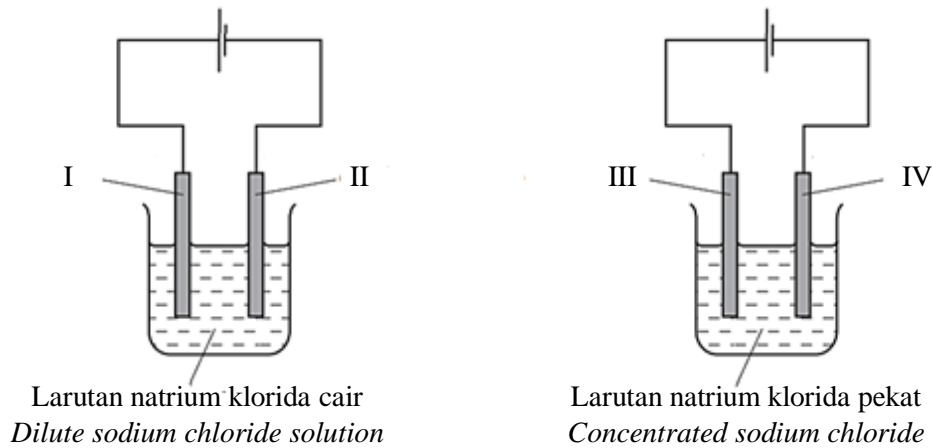 I
II
III
IV
Larutan natrium klorida cair
Dilute sodium chloride solution
Larutan natrium klorida pekat
Concentrated sodium chloride